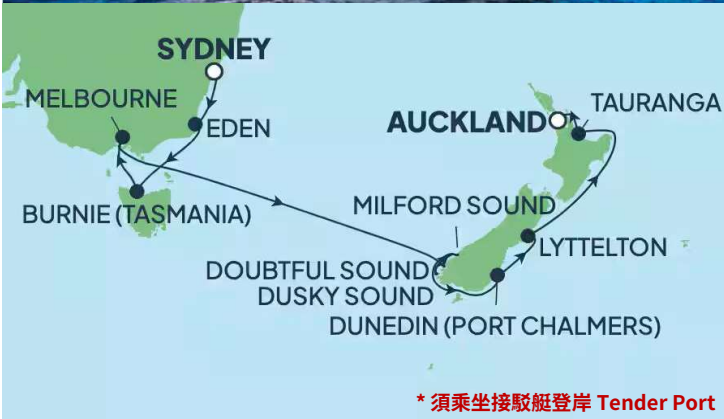 SYDNEY
MELBOURNE
EDEN
BURNIE (TASMANIA)
AUCKLAND
TAURANGA
MILFORD SOUND
LYTTELTON
DOUBTFUL SOUND
DUSKY SOUND
DUNEDIN (PORT CHALMERS)
* 須乘坐接駁艇登岸 Tender Port